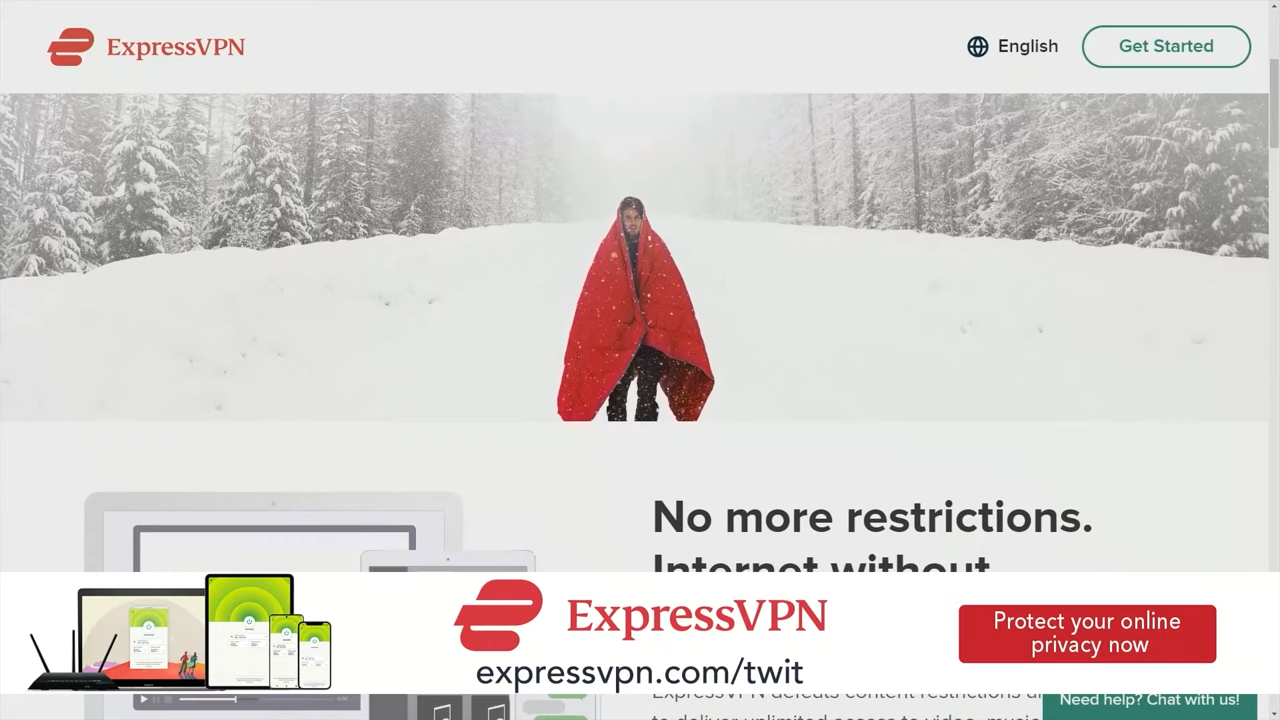 ExpressVPN
English
Get Started
No more restrictions.
Internet without
ExpressVPN
expressvpn.com/twit
Protect your online
privacy now
ExpressVPN defeats content restrictions
Need help? Chat with us!
to deliver unlimited access to video, music